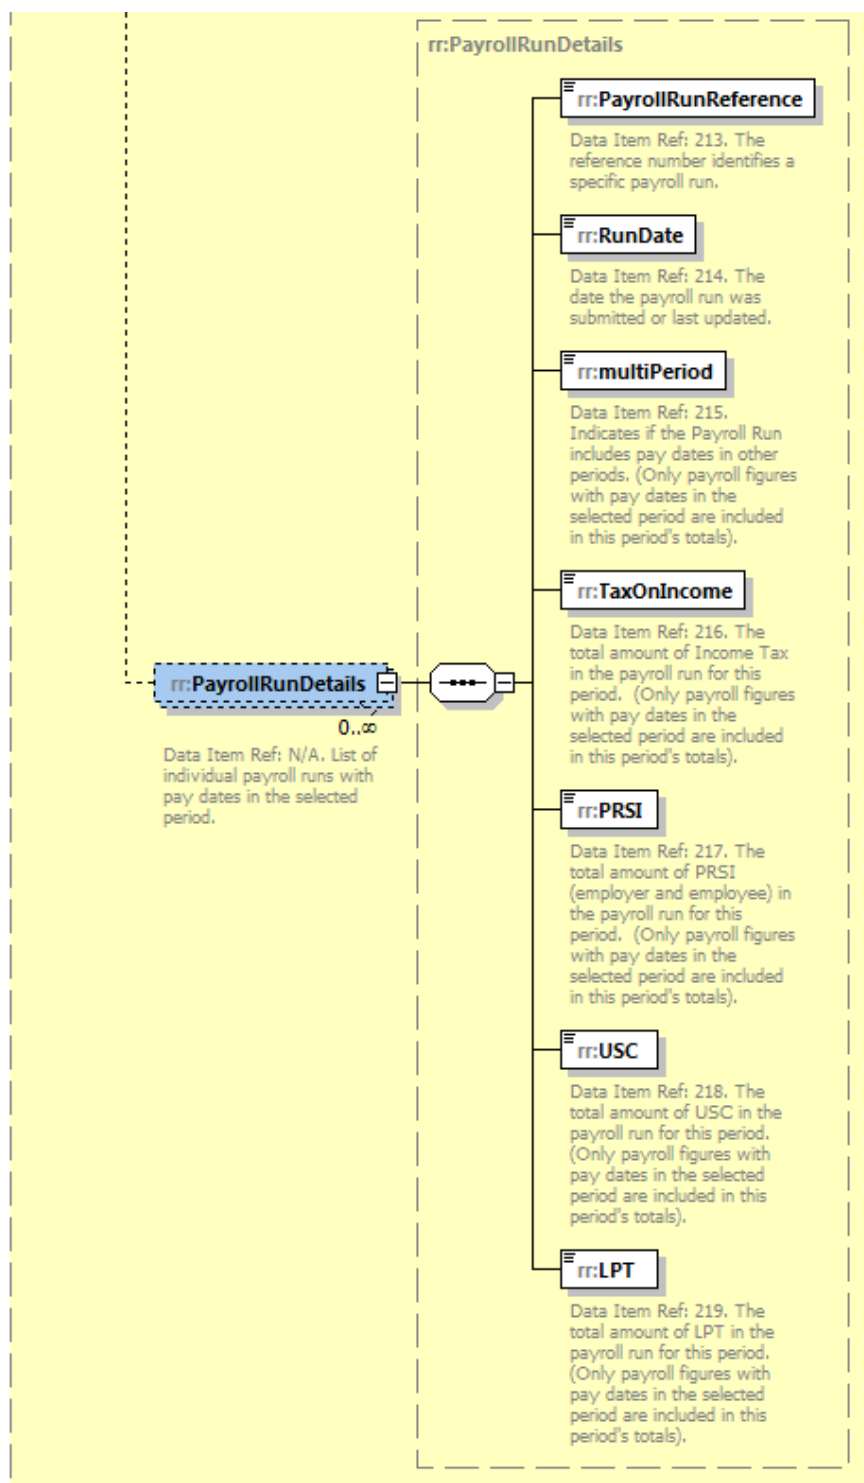 rr:PayrollRunDetails
rr:PayrollRunReference
Data Item Ref: 213. The
reference number identifies a
specific payroll run.
rr:RunDate
Data Item Ref: 214. The
date the payroll run was
submitted or last updated.
rr:multiPeriod
Data Item Ref: 215.
Indicates if the Payroll Run
includes pay dates in other
periods. (Only payroll figures
with pay dates in the
selected period are included
in this period's totals).
rr:TaxOnIncome
Data Item Ref: 216. The
total amount of Income Tax
in the payroll run for this
period. (Only payroll figures
with pay dates in the
selected period are included
in this period's totals).
rr:PayrollRunDetails
0..∞
Data Item Ref: N/A. List of
individual payroll runs with
pay dates in the selected
period.
rr:PRSI
Data Item Ref: 217. The
total amount of PRSI
(employer and employee) in
the payroll run for this
period. (Only payroll figures
with pay dates in the
selected period are included
in this period's totals).
rr:USC
Data Item Ref: 218. The
total amount of USC in the
payroll run for this period.
(Only payroll figures with
pay dates in the selected
period are included in this
period's totals).
rr:LPT
Data Item Ref: 219. The
total amount of LPT in the
payroll run for this period.
(Only payroll figures with
pay dates in the selected
period are included in this
period's totals).